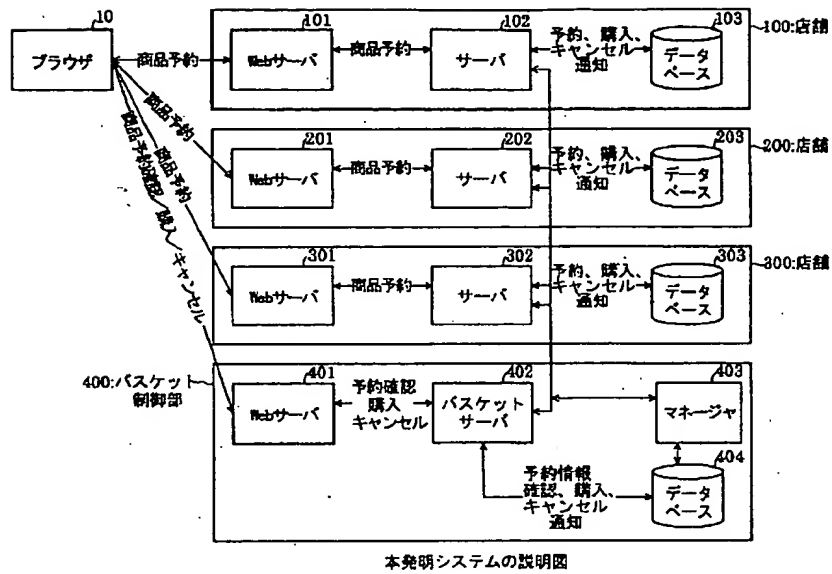 10
ブラウザ
商品予約
商品予約
商品予約
商品予約確認/購入/キャンセル
100:店舗
101
Webサーバ
商品予約
102
サーバ
予約、購入、
キャンセル
通知
103
データ
ベース
200:店舗
201
Webサーバ
商品予約
202
サーバ
予約、購入、
キャンセル
通知
203
データ
ベース
300:店舗
301
Webサーバ
商品予約
302
サーバ
予約、購入、
キャンセル
通知
303
データ
ベース
400:バスケット
制御部
401
Webサーバ
予約確認
購入
キャンセル
402
バスケット
サーバ
403
マネージャ
予約情報
確認、購入、
キャンセル
通知
404
データ
ベース
本発明システムの説明図